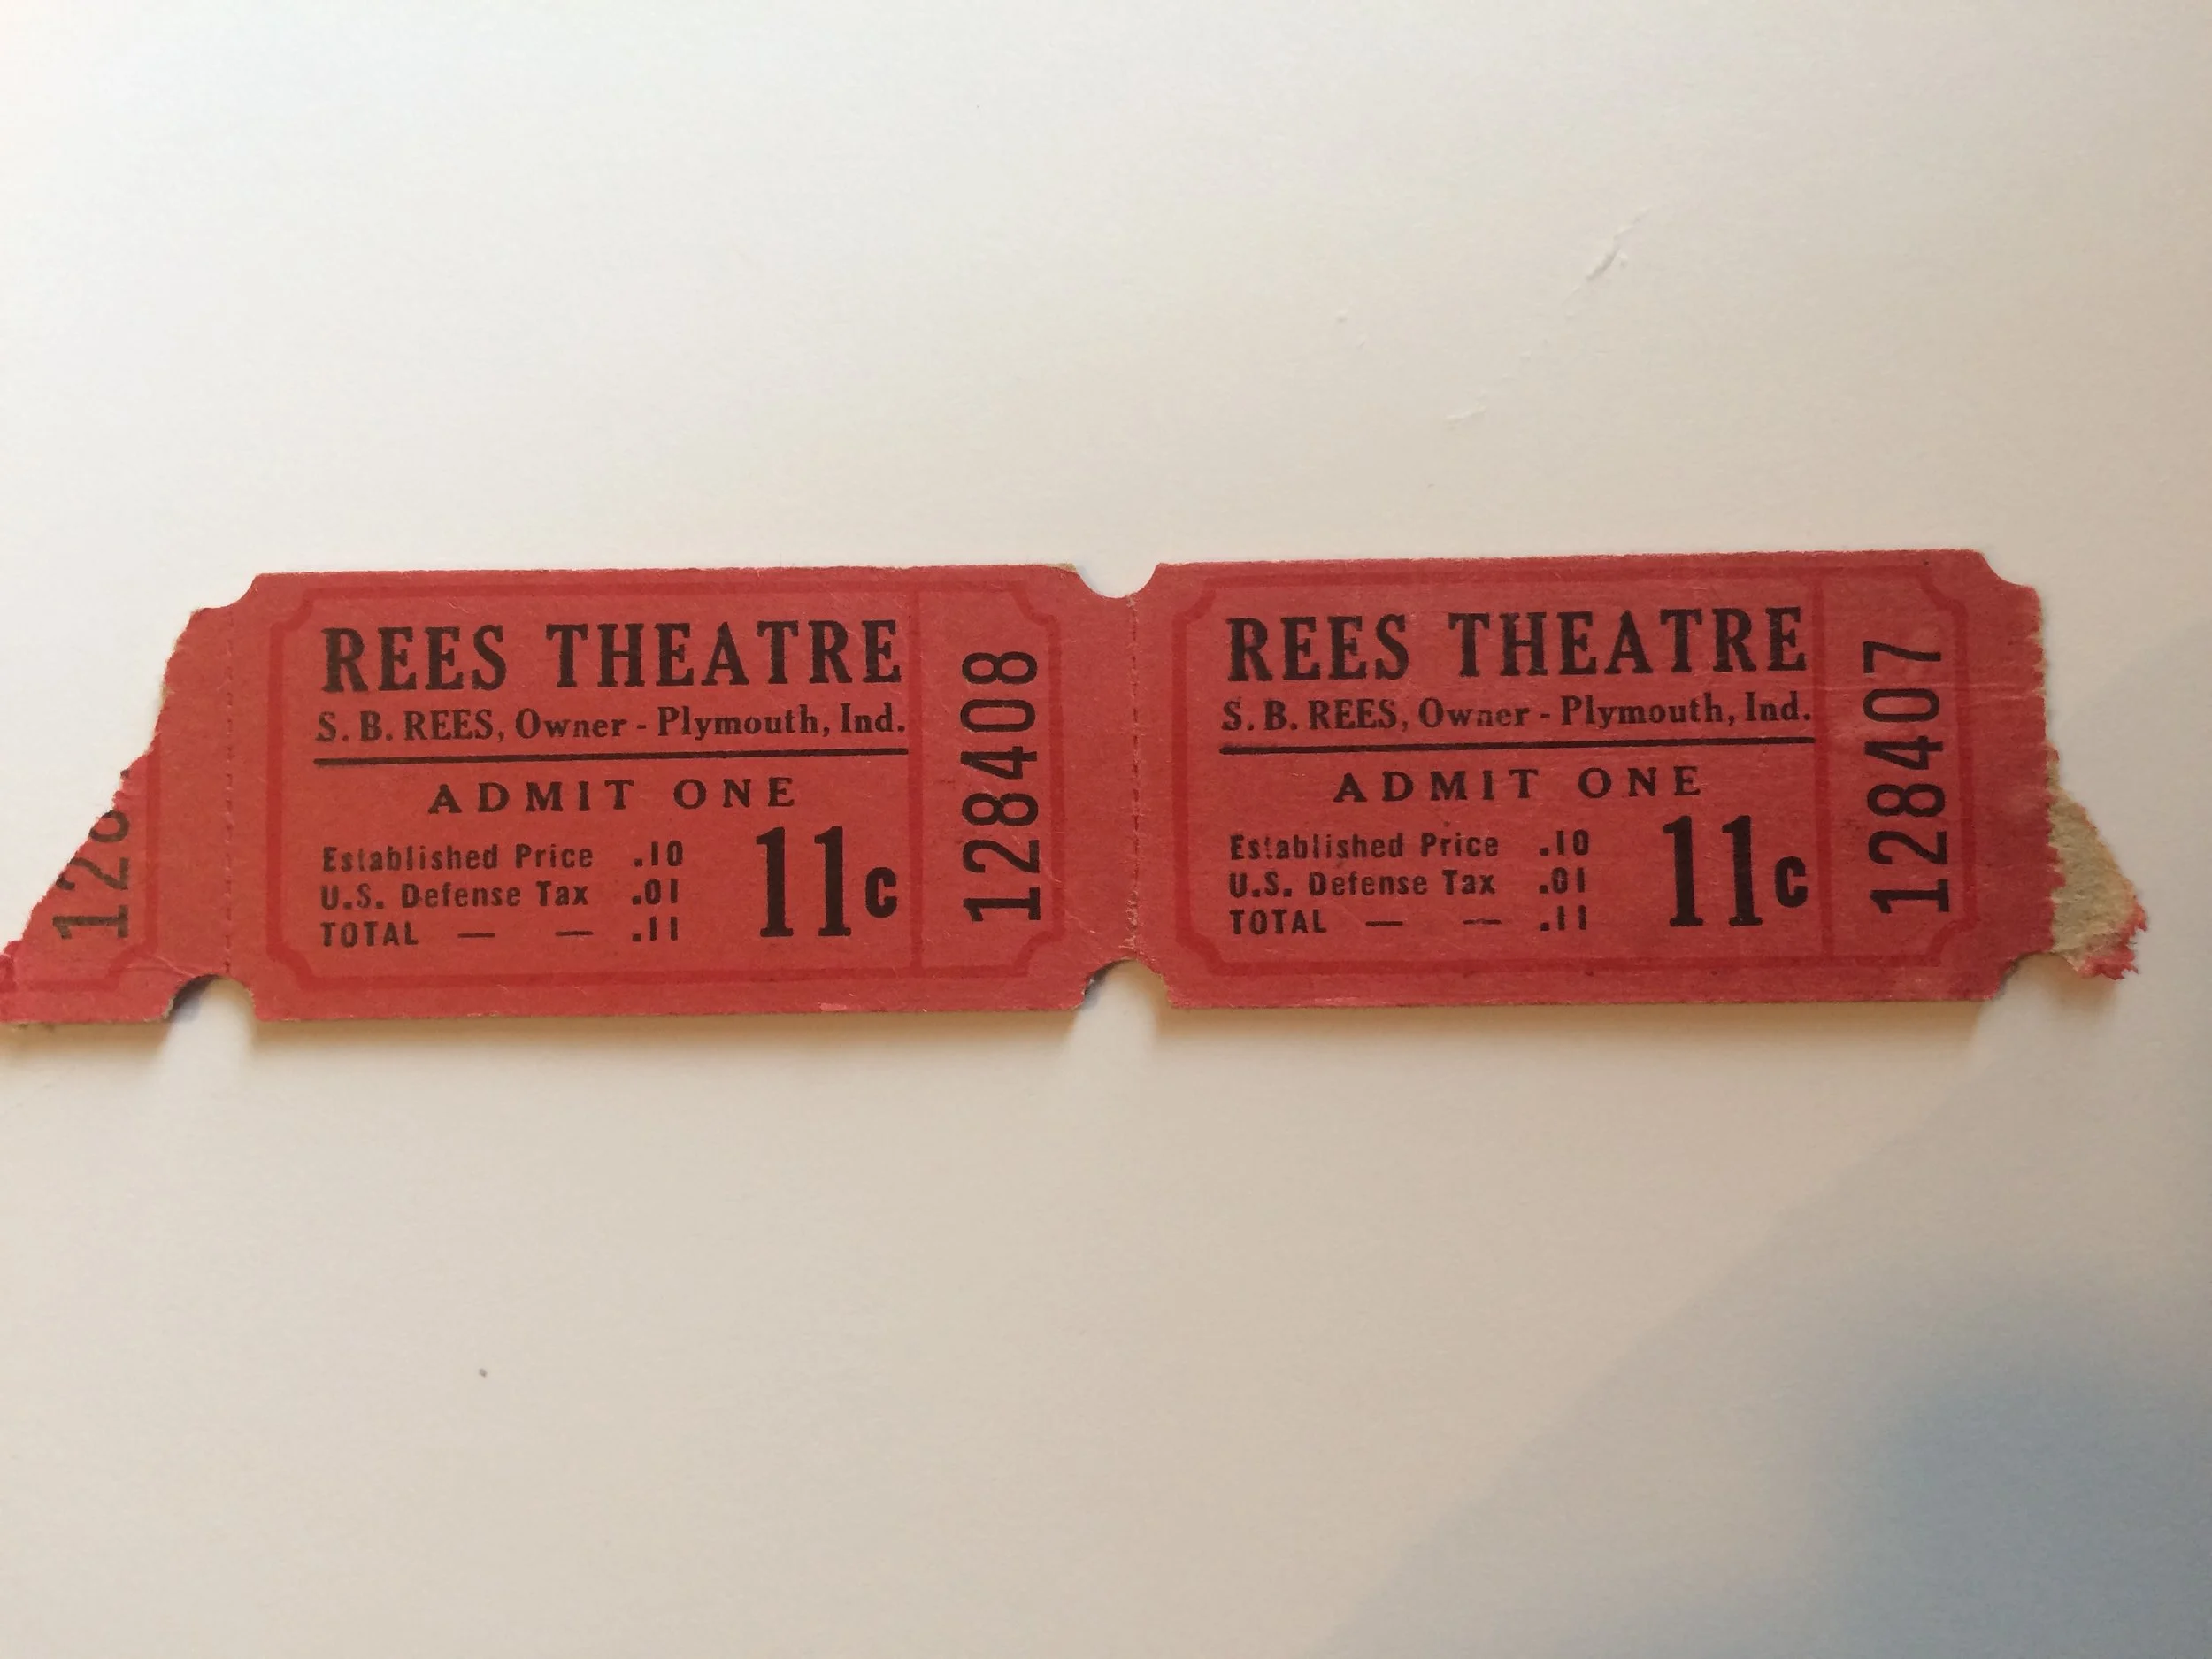 REES THEATRE
S. B. REES, Owner - Plymouth, Ind.
ADMIT ONE
Established Price .10
U.S. Defense Tax .01
TOTAL — — .11
11c
128408
REES THEATRE
S. B. REES, Owner - Plymouth, Ind.
ADMIT ONE
Established Price .10
U.S. Defense Tax .01
TOTAL — — .11
11c
128407